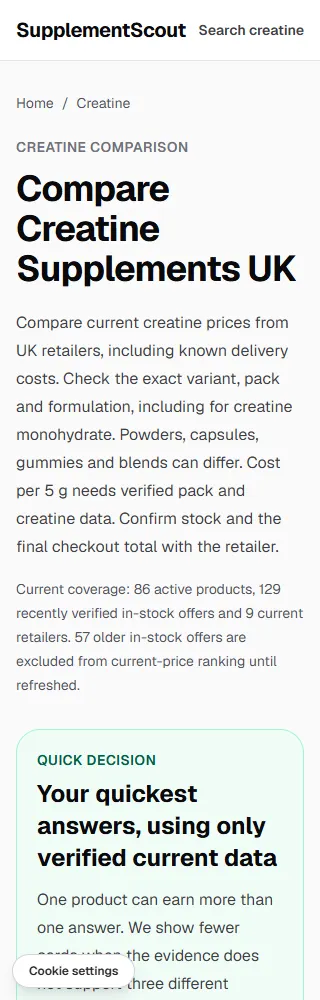 SupplementScout Search creatine
Home / Creatine
CREATINE COMPARISON
Compare
Creatine
Supplements UK
Compare current creatine prices from
UK retailers, including known delivery
costs. Check the exact variant, pack
and formulation, including for creatine
monohydrate. Powders, capsules,
gummies and blends can differ. Cost
per 5 g needs verified pack and
creatine data. Confirm stock and the
final checkout total with the retailer.
Current coverage: 86 active products, 129
recently verified in-stock offers and 9 current
retailers. 57 older in-stock offers are
excluded from current-price ranking until
refreshed.
QUICK DECISION
Your quickest
answers, using only
verified current data
One product can earn more than
one answer. We show fewer
cards when the evidence does
three different
Cookie settings